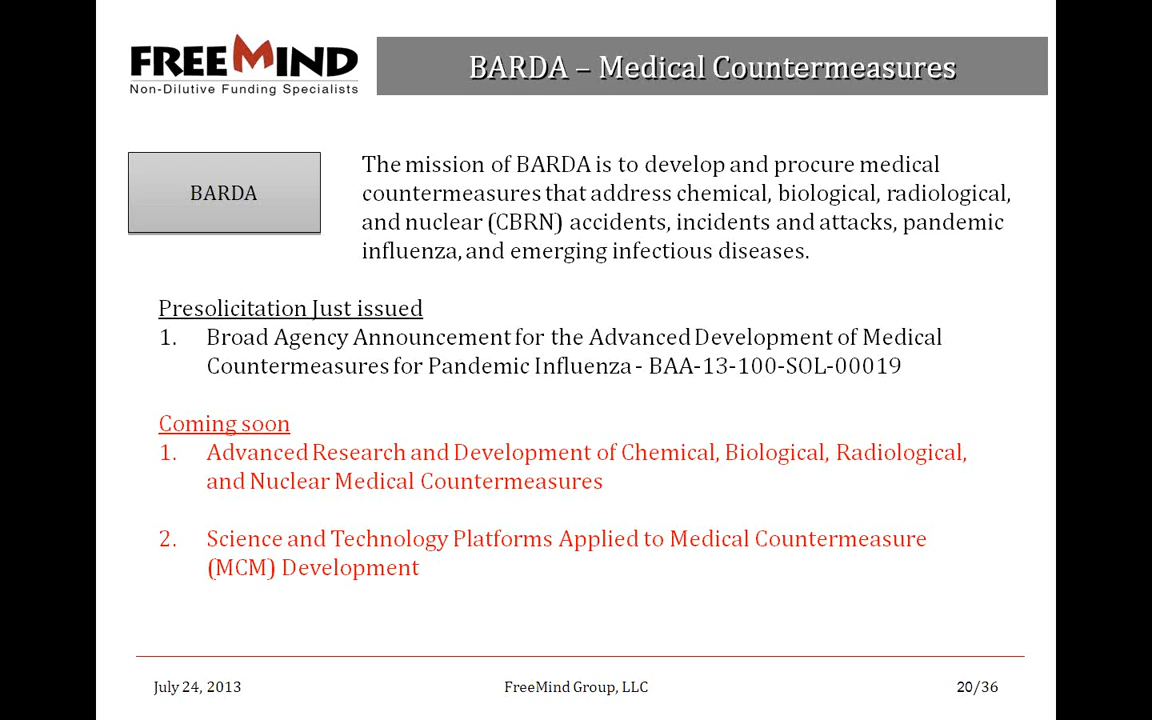 FREEMIND
Non-Dilutive Funding Specialists
BARDA – Medical Countermeasures
BARDA
The mission of BARDA is to develop and procure medical
countermeasures that address chemical, biological, radiological,
and nuclear (CBRN) accidents, incidents and attacks, pandemic
influenza, and emerging infectious diseases.
Presolicitation Just issued
1. Broad Agency Announcement for the Advanced Development of Medical
Countermeasures for Pandemic Influenza - BAA-13-100-SOL-00019
Coming soon
1. Advanced Research and Development of Chemical, Biological, Radiological,
and Nuclear Medical Countermeasures
2. Science and Technology Platforms Applied to Medical Countermeasure
(MCM) Development
July 24, 2013
FreeMind Group, LLC
20/36